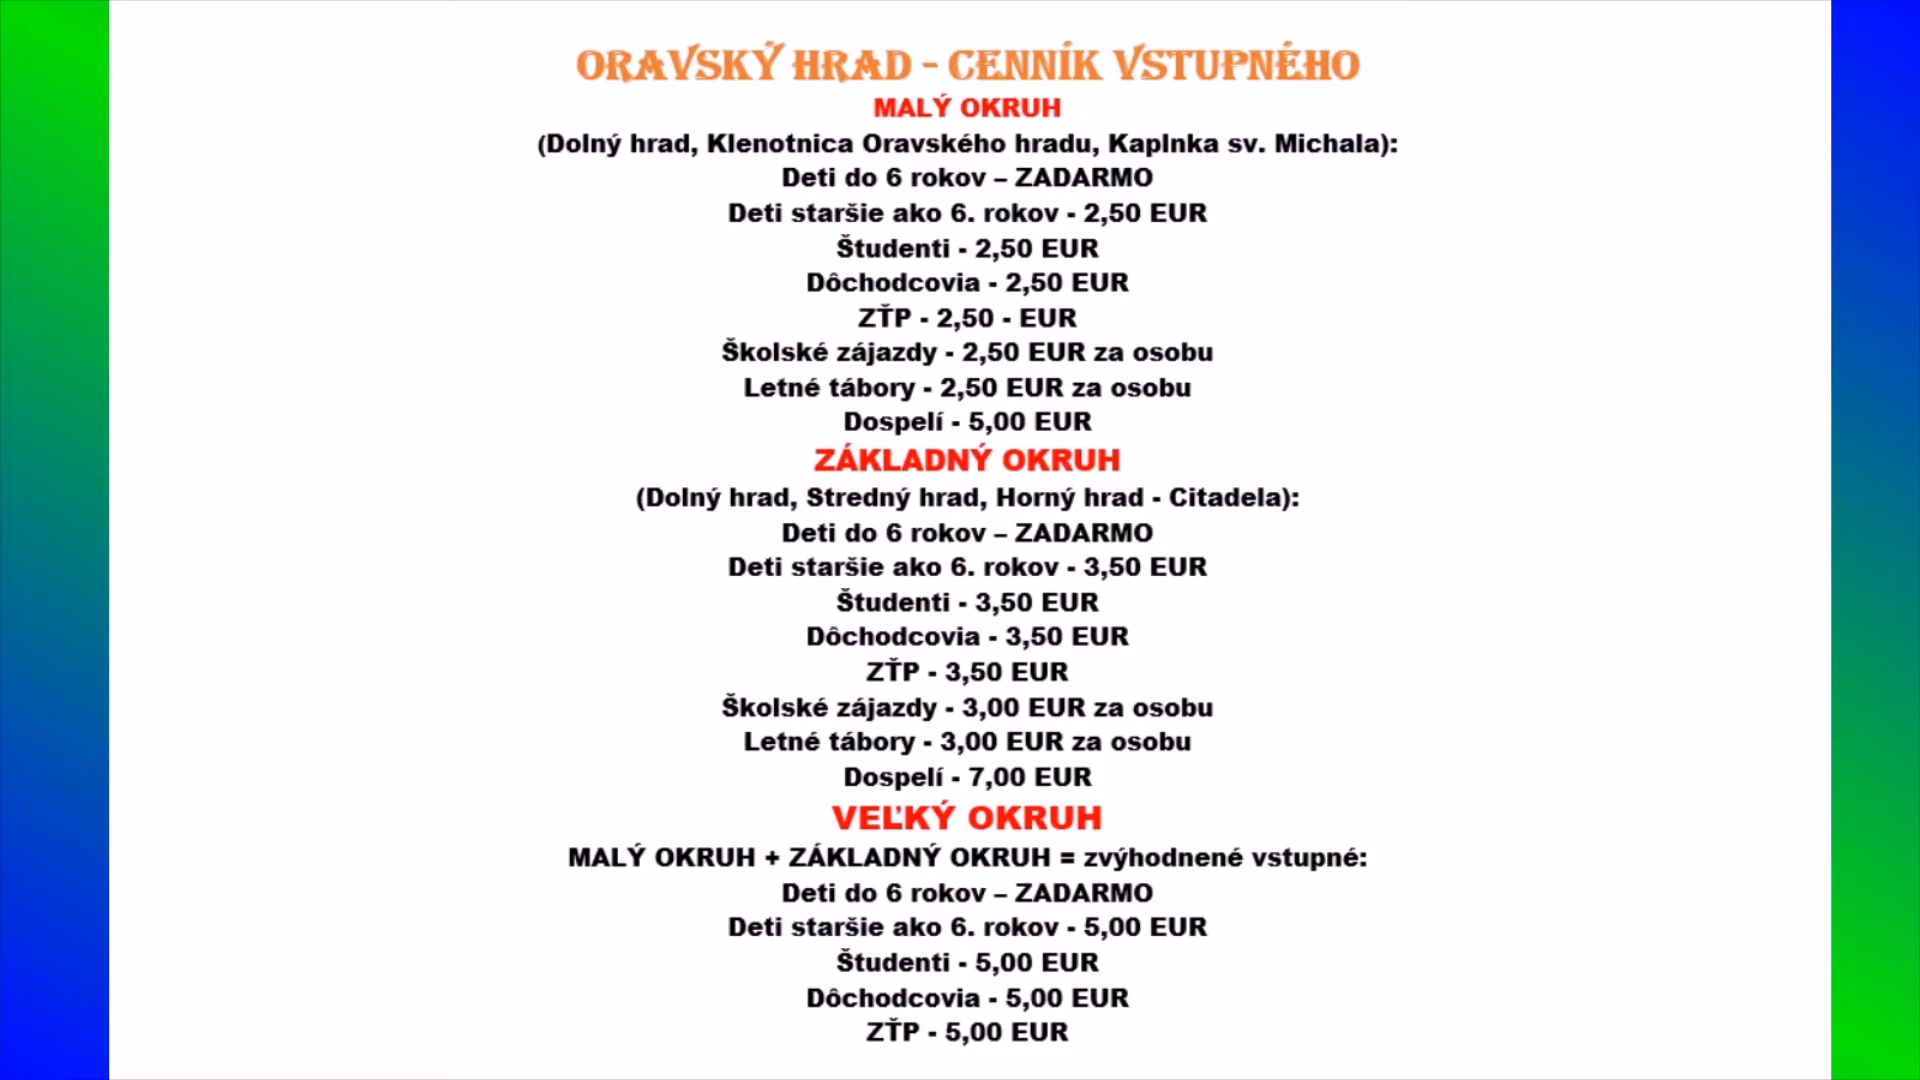 ORAVSKÝ HRAD - CENNÍK VSTUPNÉHO
MALÝ OKRUH
(Dolný hrad, Klenotnica Oravského hradu, Kaplnka sv. Michala):
Deti do 6 rokov – ZADARMO
Deti staršie ako 6. rokov - 2,50 EUR
Študenti - 2,50 EUR
Dôchodcovia - 2,50 EUR
ZŤP - 2,50 - EUR
Školské zájazdy - 2,50 EUR za osobu
Letné tábory - 2,50 EUR za osobu
Dospelí - 5,00 EUR
ZÁKLADNÝ OKRUH
(Dolný hrad, Stredný hrad, Horný hrad - Citadela):
Deti do 6 rokov – ZADARMO
Deti staršie ako 6. rokov - 3,50 EUR
Študenti - 3,50 EUR
Dôchodcovia - 3,50 EUR
ZŤP - 3,50 EUR
Školské zájazdy - 3,00 EUR za osobu
Letné tábory - 3,00 EUR za osobu
Dospelí - 7,00 EUR
VEĽKÝ OKRUH
MALÝ OKRUH + ZÁKLADNÝ OKRUH = zvýhodnené vstupné:
Deti do 6 rokov – ZADARMO
Deti staršie ako 6. rokov - 5,00 EUR
Študenti - 5,00 EUR
Dôchodcovia - 5,00 EUR
ZŤP - 5,00 EUR